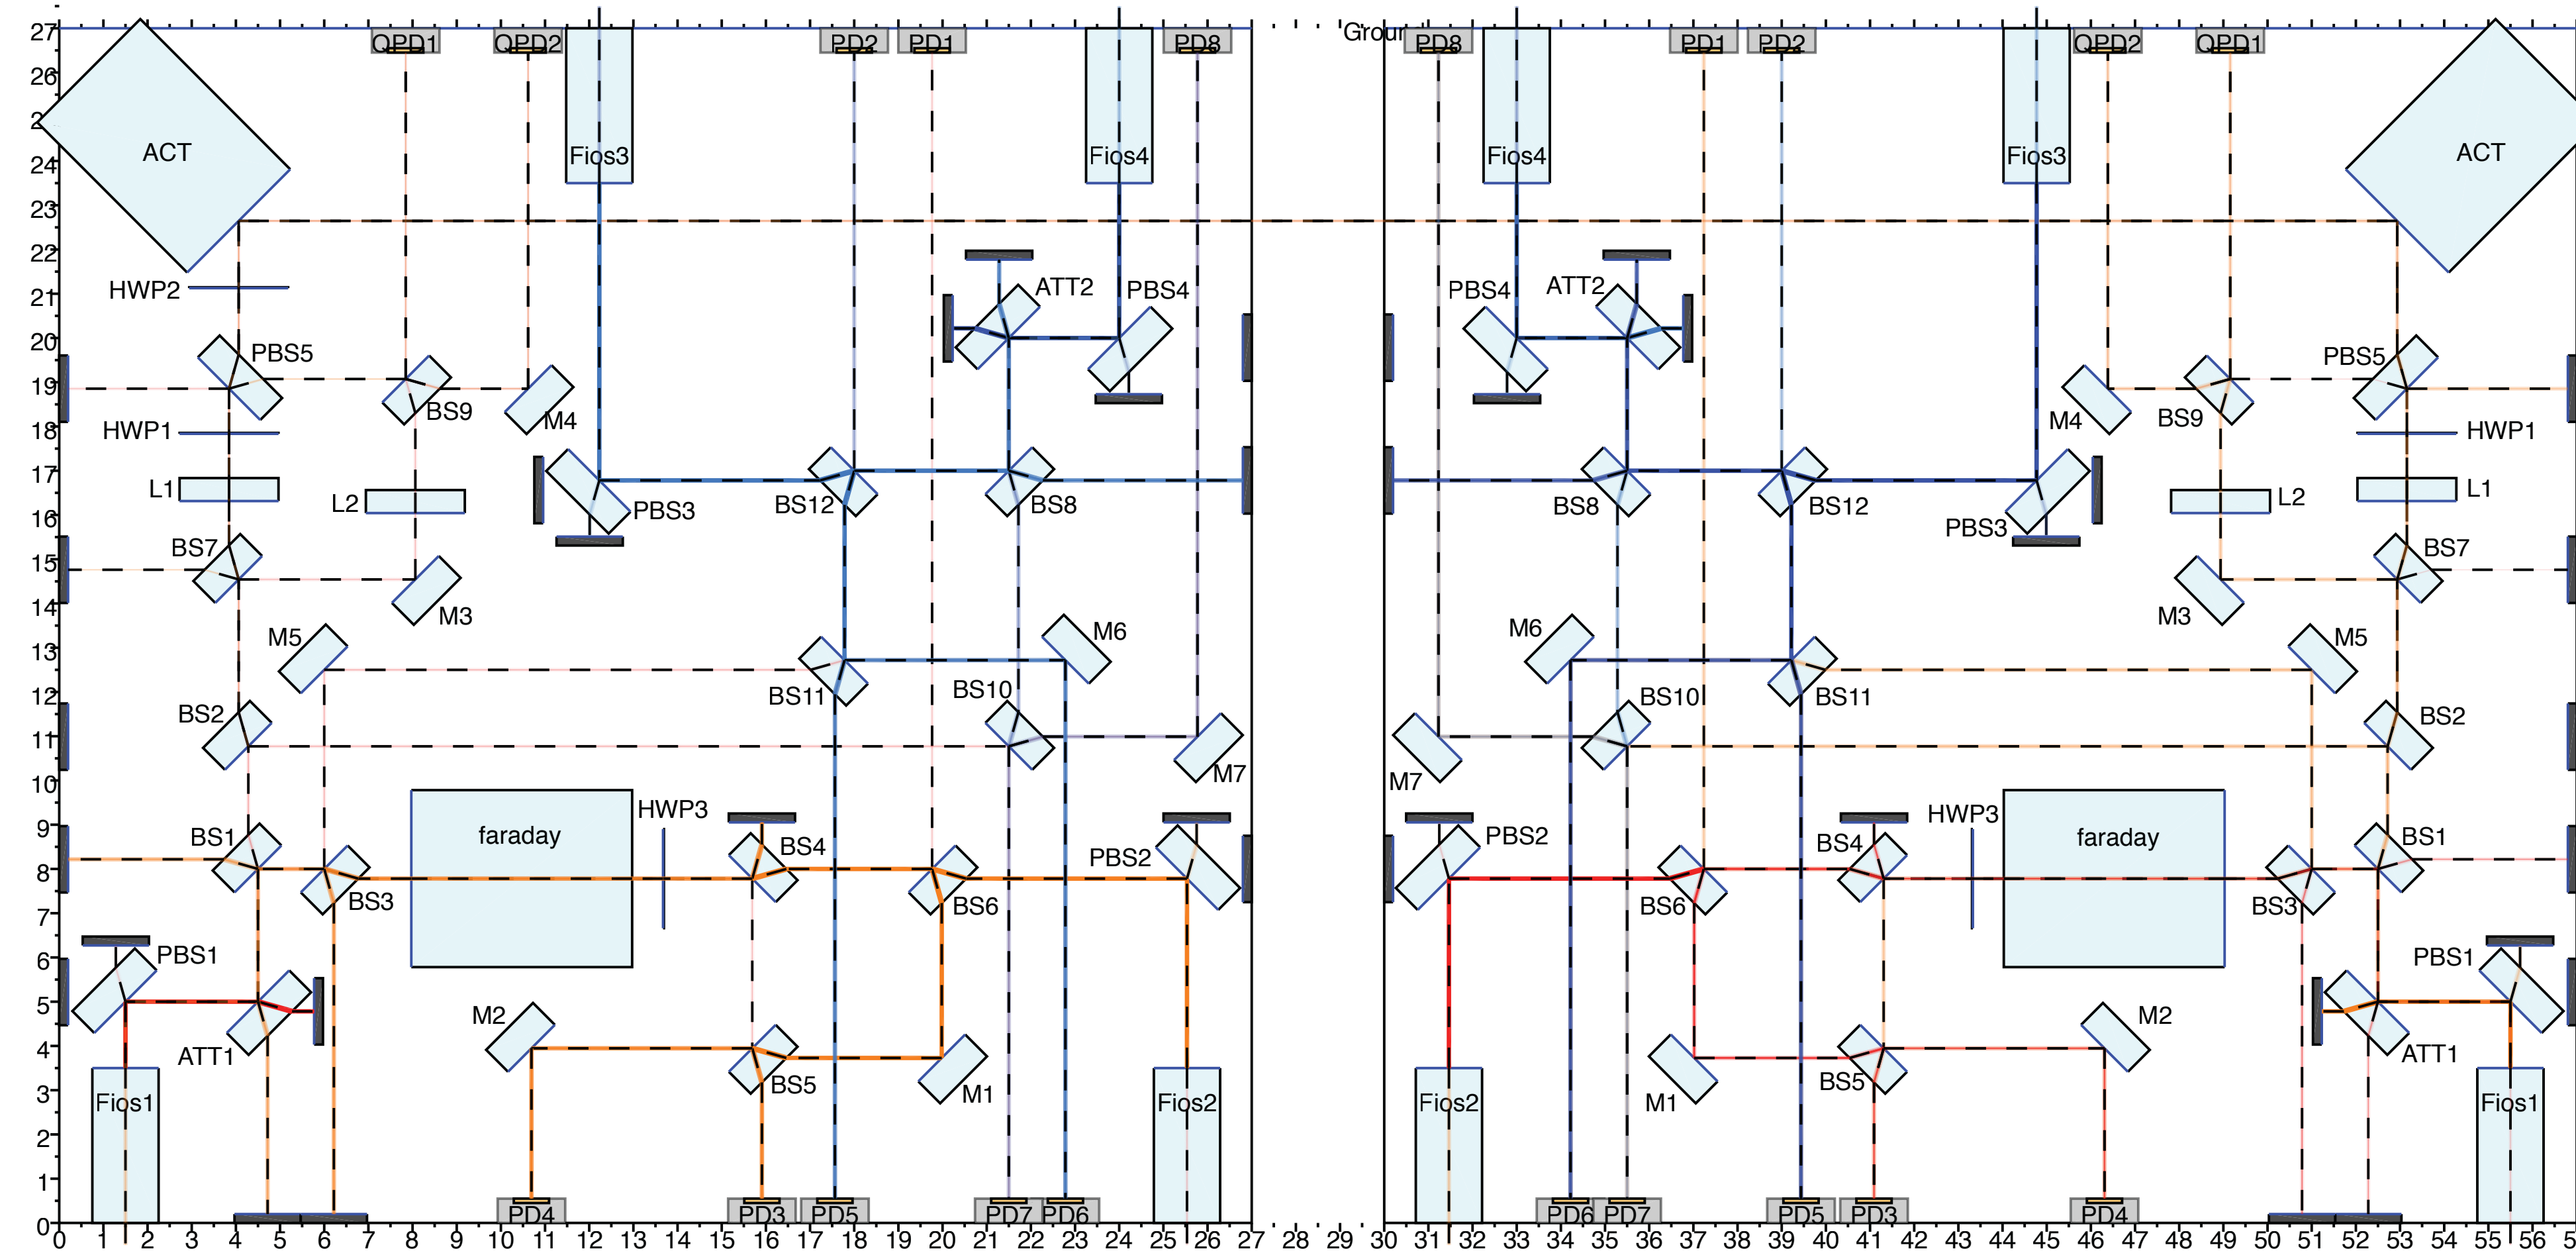 27 QPD1 QPD2 PD2 PD1 PD8 Groun PD8 PD1 PD2 QPD2 QPD1
26
2
ACT Fios3 Fios4 Fios4 Fios3 ACT
24
23
22
HWP2 21 ATT2 PBS4 PBS4 ATT2
20 PBS5 PBS5
19
BS9 M4 M4 BS9
HWP1 18 HWP1
17
L1 L2 PBS3 BS12 BS8 BS8 BS12 PBS3 L2 L1
16
BS7 BS7
15
M3 M3
14
M5 M6 M6 M5
13
BS11 BS10 BS10 BS11
12
BS2 BS2
11
M7 M7
10
HWP3 HWP3
9
BS1 faraday BS4 PBS2 PBS2 BS4 faraday BS1
8
BS3 BS6 BS6 BS3
7
6 PBS1 PBS1
5
M2 M2
4 ATT1 ATT1
BS5 M1 M1 BS5
3 Fios1 Fios2 Fios2 Fios1
2
1
PD4 PD3 PD5 PD7 PD6 PD6 PD7 PD5 PD3 PD4
0
0 1 2 3 4 5 6 7 8 9 10 11 12 13 14 15 16 17 18 19 20 21 22 23 24 25 26 27 28 29 30 31 32 33 34 35 36 37 38 39 40 41 42 43 44 45 46 47 48 49 50 51 52 53 54 55 56